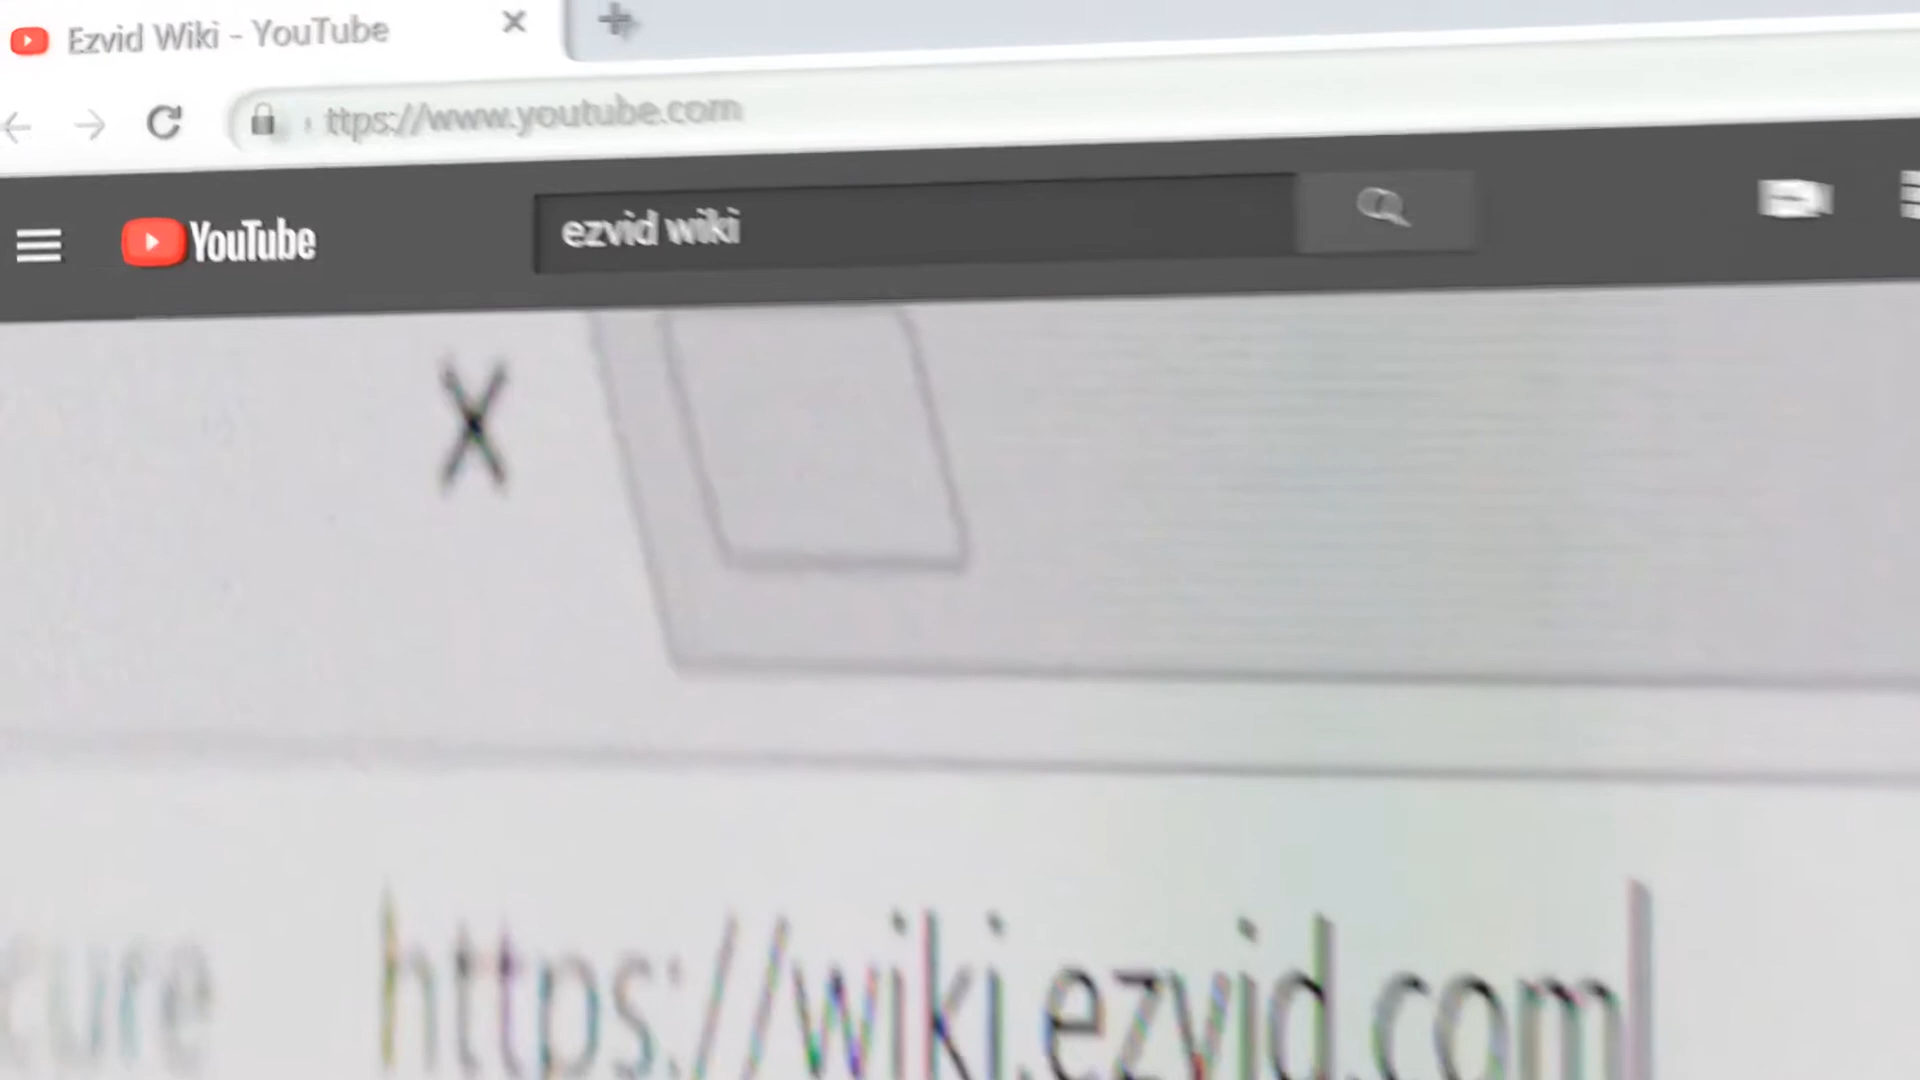 Ezvid Wiki - YouTube
ttps://www.youtube.com
YouTube
ezvid wiki
X
cure
https://wiki.ezvid.com